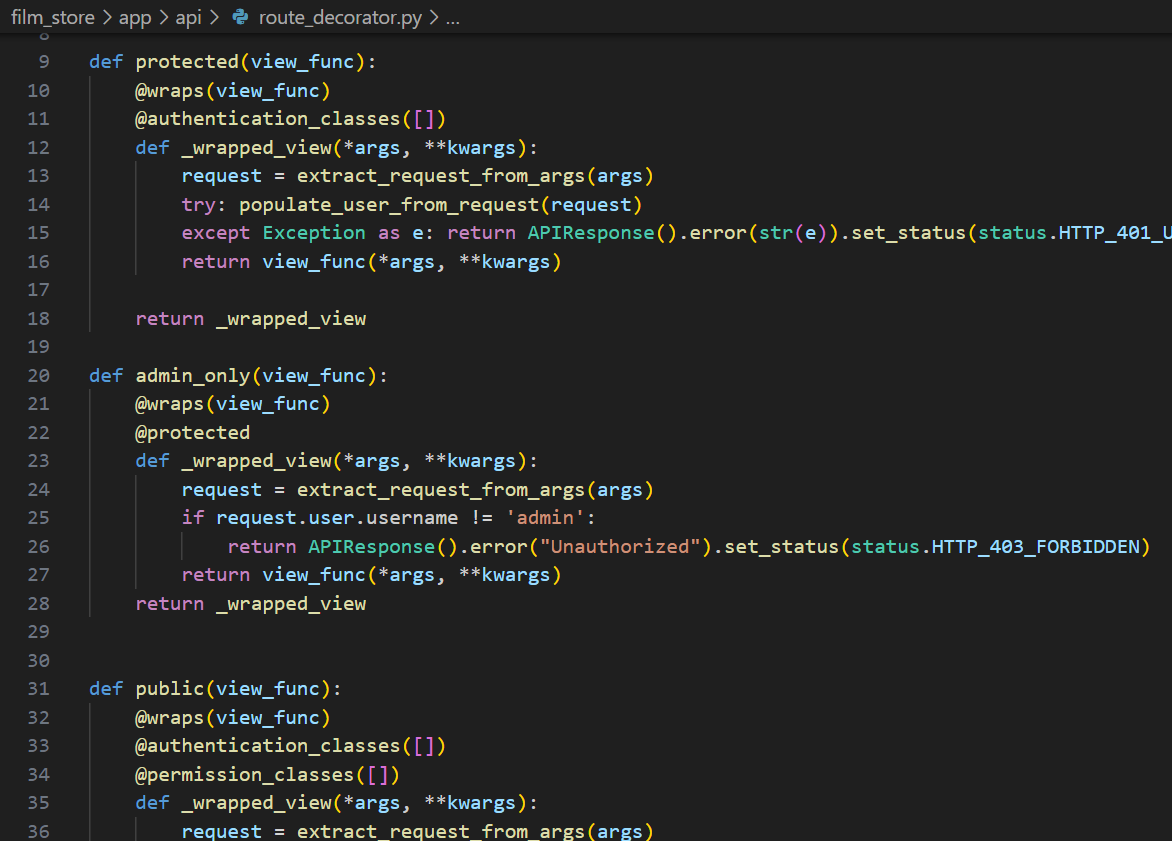 film_store > app > api > route_decorator.py > ...
8
9 def protected(view_func):
10 @wraps(view_func)
11 @authentication_classes([])
12 def _wrapped_view(*args, **kwargs):
13 request = extract_request_from_args(args)
14 try: populate_user_from_request(request)
15 except Exception as e: return APIResponse().error(str(e)).set_status(status.HTTP_401_U
16 return view_func(*args, **kwargs)
17
18 return _wrapped_view
19
20 def admin_only(view_func):
21 @wraps(view_func)
22 @protected
23 def _wrapped_view(*args, **kwargs):
24 request = extract_request_from_args(args)
25 if request.user.username != 'admin':
26 return APIResponse().error("Unauthorized").set_status(status.HTTP_403_FORBIDDEN)
27 return view_func(*args, **kwargs)
28 return _wrapped_view
29
30
31 def public(view_func):
32 @wraps(view_func)
33 @authentication_classes([])
34 @permission_classes([])
35 def _wrapped_view(*args, **kwargs):
36 request = extract_request_from_args(args)